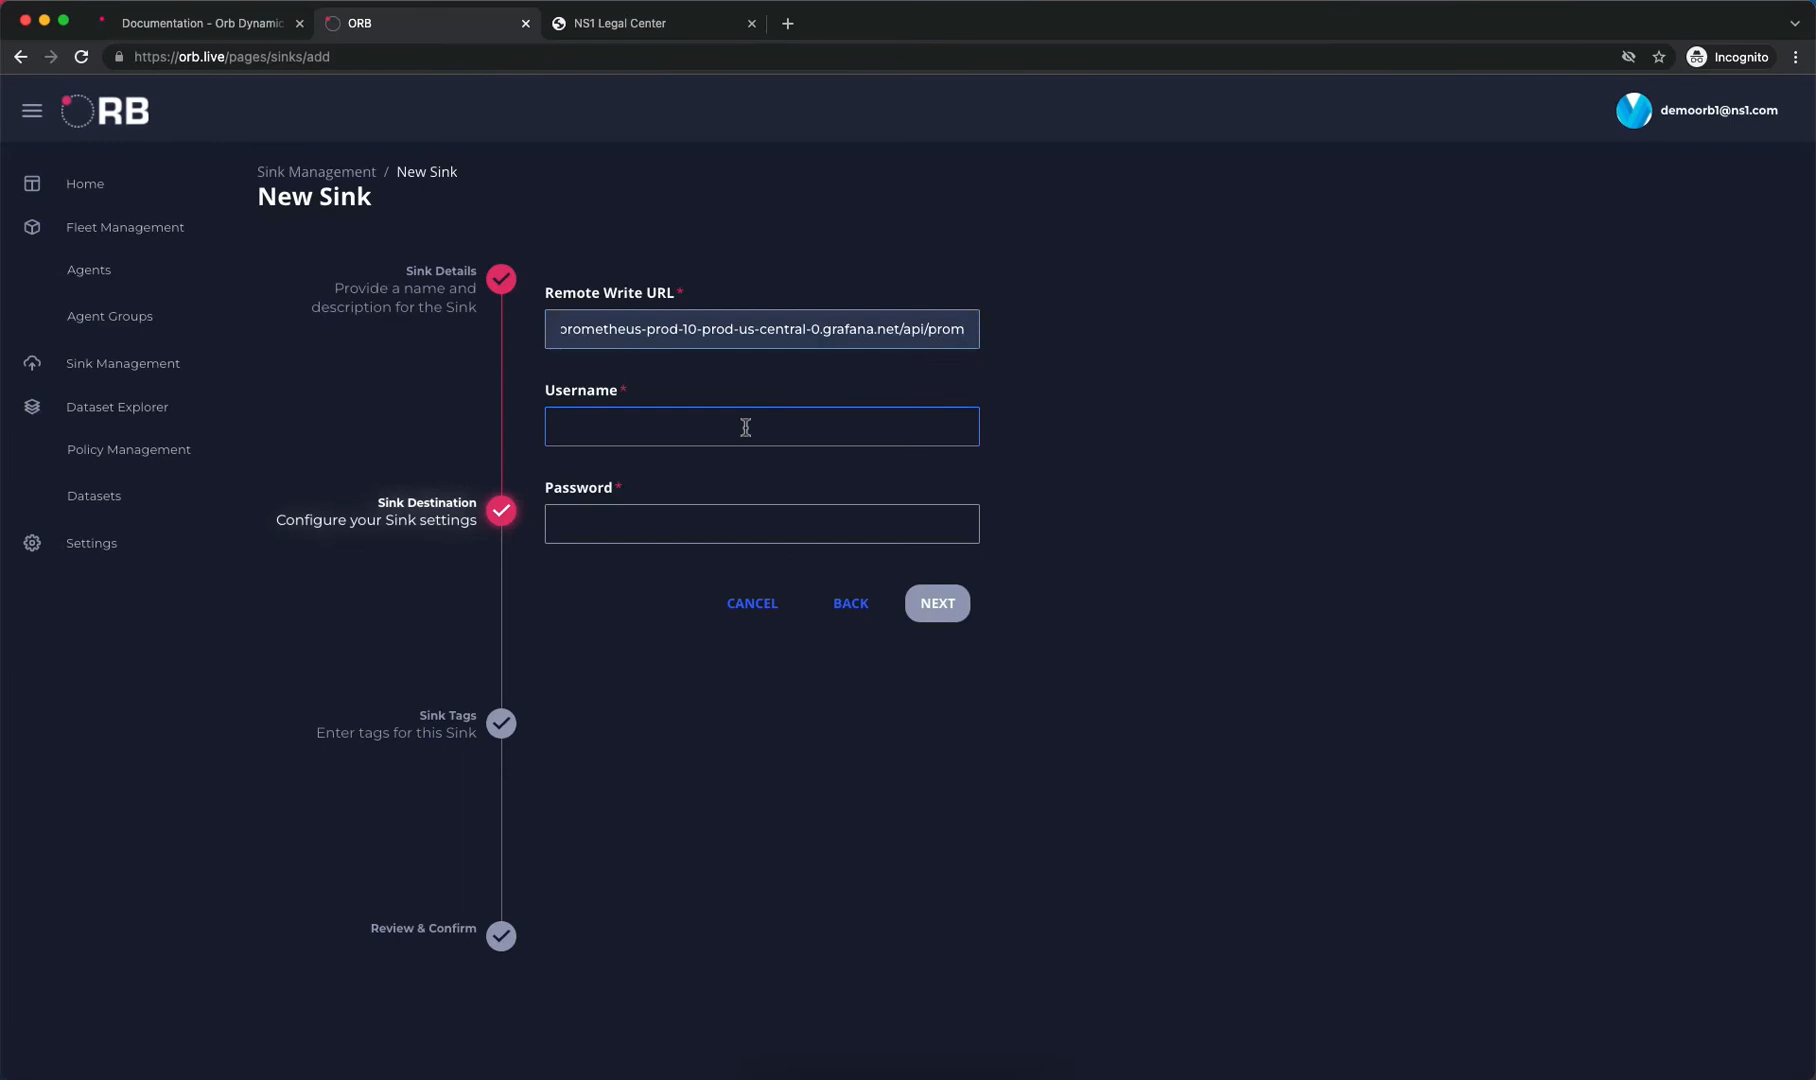 Documentation - Orb Dynamic
ORB
NS1 Legal Center
https://orb.live/pages/sinks/add
Incognito
ORB
demoorb1@ns1.com
Home
Fleet Management
Agents
Agent Groups
Sink Management
Dataset Explorer
Policy Management
Datasets
Settings
Sink Management / New Sink
New Sink
Sink Details
Provide a name and
description for the Sink
Sink Destination
Configure your Sink settings
Sink Tags
Enter tags for this Sink
Review & Confirm
Remote Write URL *
prometheus-prod-10-prod-us-central-0.grafana.net/api/prom
Username *
Password *
CANCEL BACK NEXT